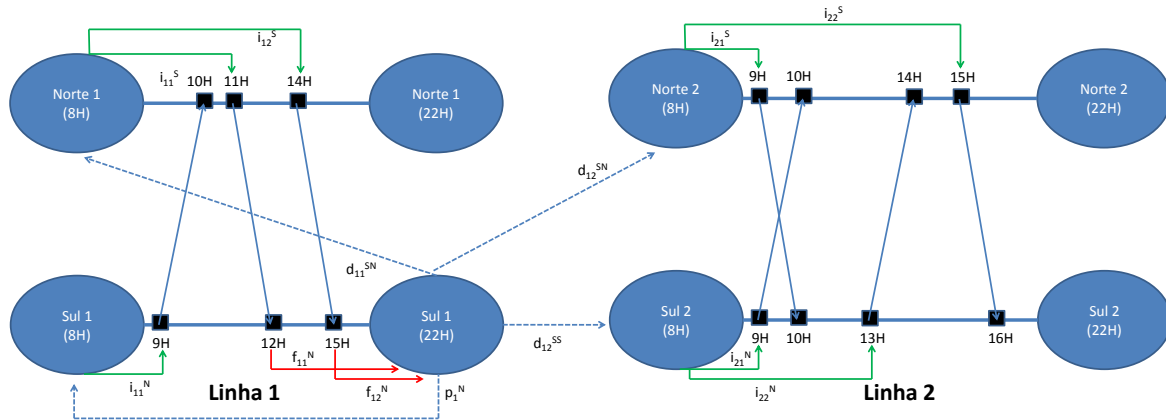 i₁₂ˢ
i₁₁ˢ
10H 11H 14H
Norte 1
(8H)
Norte 1
(22H)
i₂₂ˢ
i₂₁ˢ
9H 10H 14H 15H
Norte 2
(8H)
Norte 2
(22H)
d₁₂ˢᴺ
d₁₁ˢᴺ
Sul 1
(8H)
Sul 1
(22H)
9H 12H 15H
f₁₁ᴺ
i₁₁ᴺ
Linha 1
f₁₂ᴺ
p₁ᴺ
d₁₂ˢˢ
Sul 2
(8H)
Sul 2
(22H)
9H 10H 13H 16H
i₂₁ᴺ
i₂₂ᴺ
Linha 2